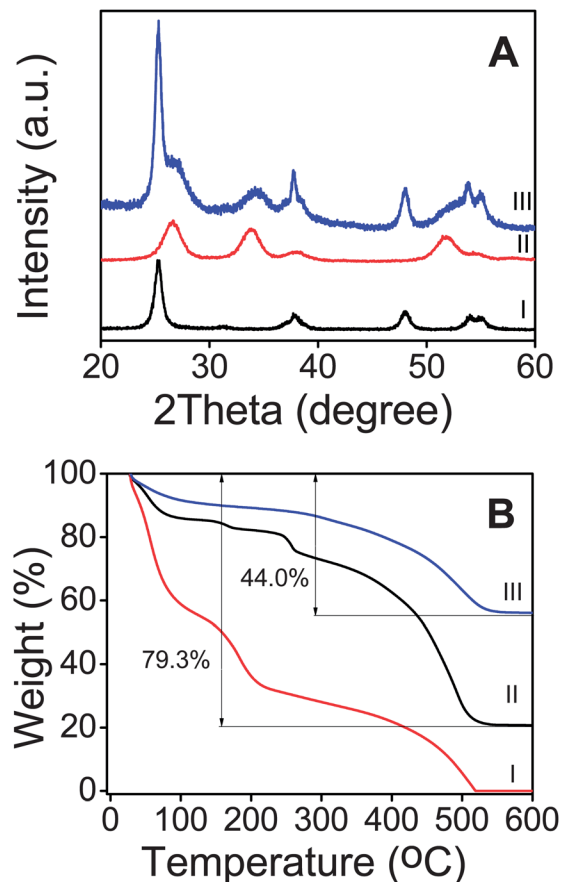 A
Intensity (a.u.)
III
II
I
20 30 40 50 60
2Theta (degree)
B
Weight (%)
100
80
60
40
20
0
44.0%
79.3%
III
II
I
0 100 200 300 400 500 600
Temperature (ºC)